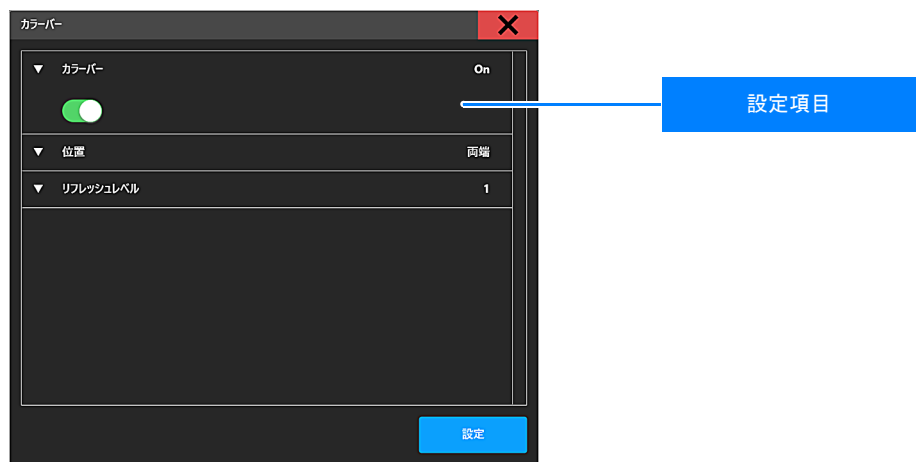 カラーバー
▼ カラーバー On
設定項目
▼ 位置 両端
▼ リフレッシュレベル 1
設定